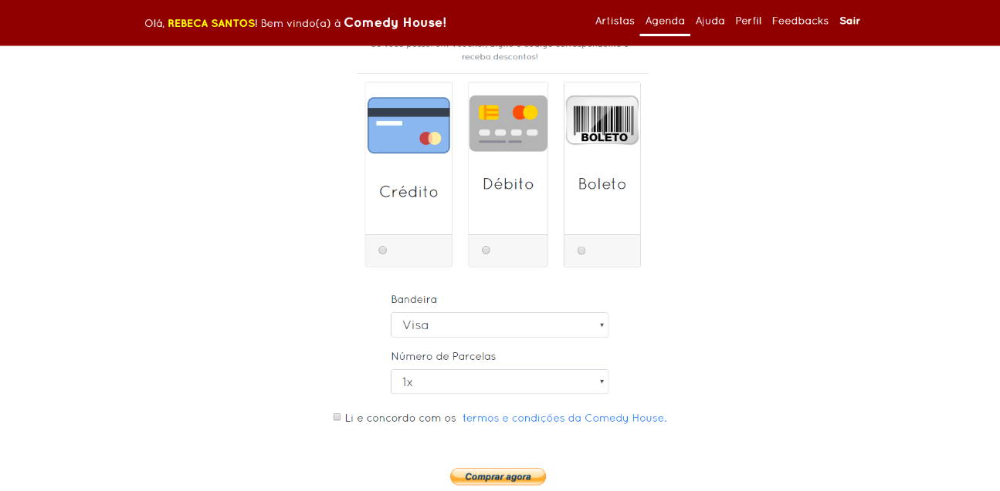 Olá, REBECA SANTOS! Bem vindo(a) à Comedy House!
Artistas Agenda Ajuda Perfil Feedbacks Sair
receba descontos!
BOLETO
Crédito
Débito
Boleto
Bandeira
Visa
Número de Parcelas
1x
Li e concordo com os termos e condições da Comedy House.
Comprar agora